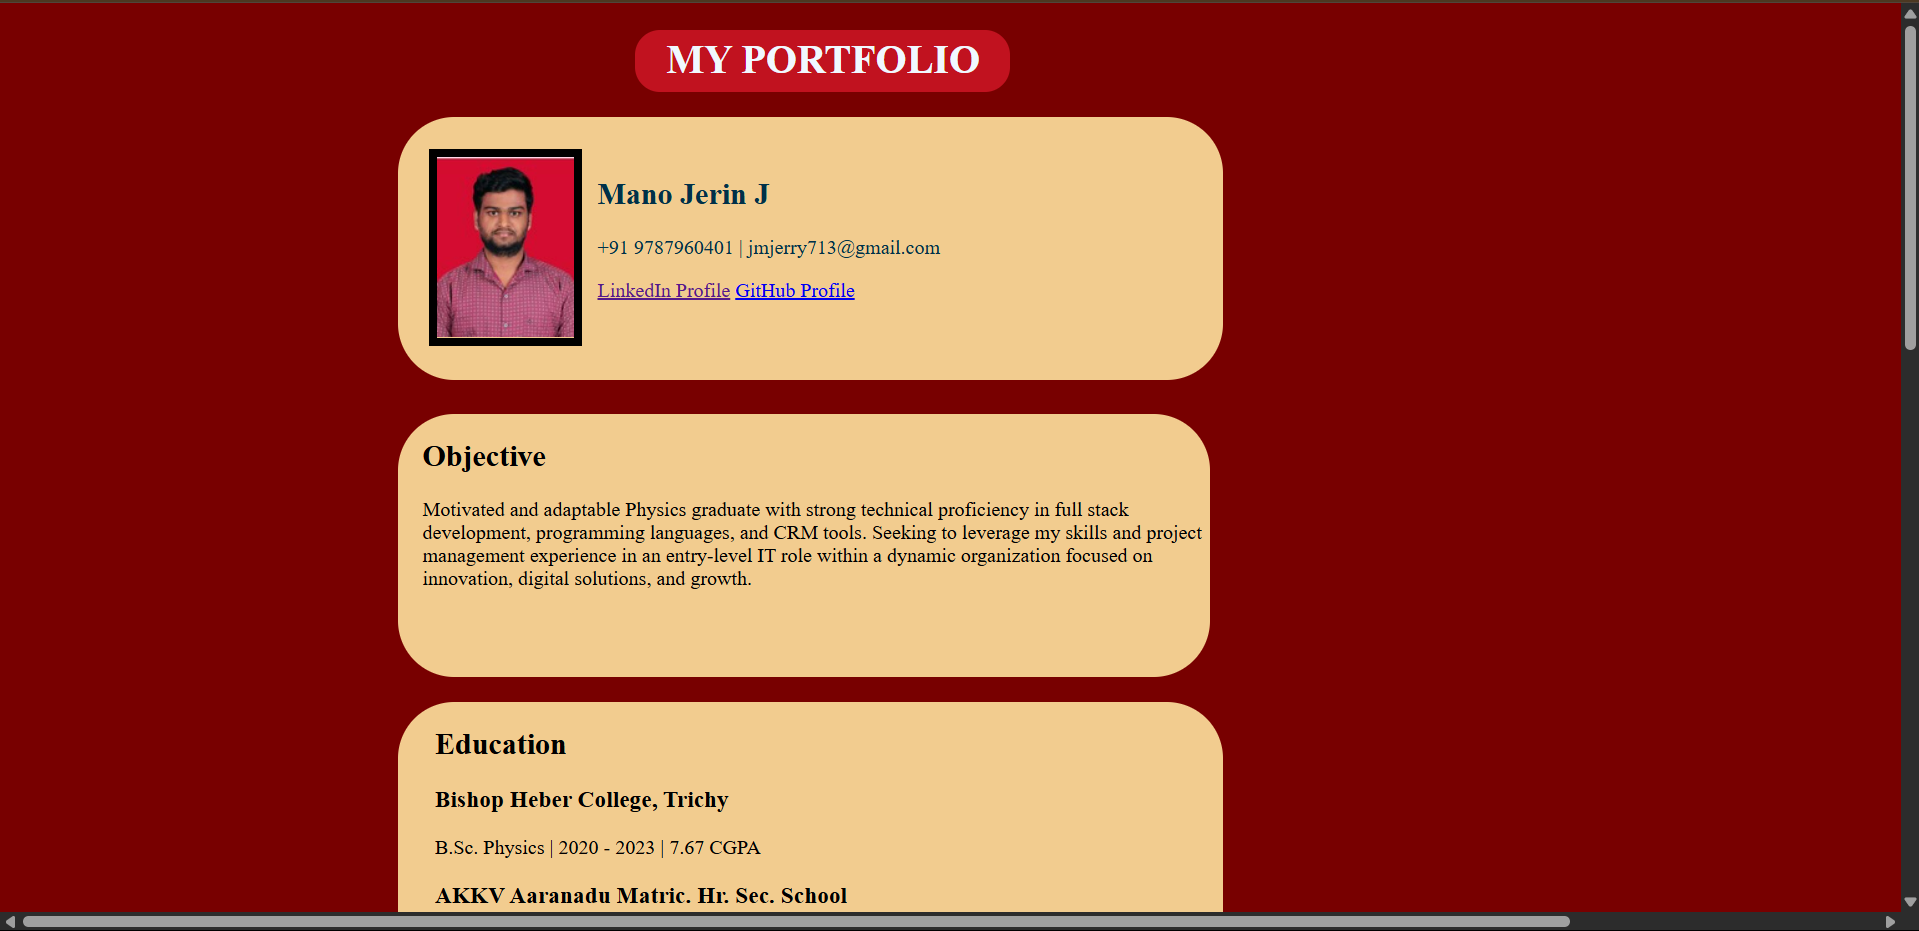 MY PORTFOLIO
Mano Jerin J
+91 9787960401 | jmjerry713@gmail.com
LinkedIn Profile GitHub Profile
Objective
Motivated and adaptable Physics graduate with strong technical proficiency in full stack
development, programming languages, and CRM tools. Seeking to leverage my skills and project
management experience in an entry-level IT role within a dynamic organization focused on
innovation, digital solutions, and growth.
Education
Bishop Heber College, Trichy
B.Sc. Physics | 2020 - 2023 | 7.67 CGPA
AKKV Aaranadu Matric. Hr. Sec. School